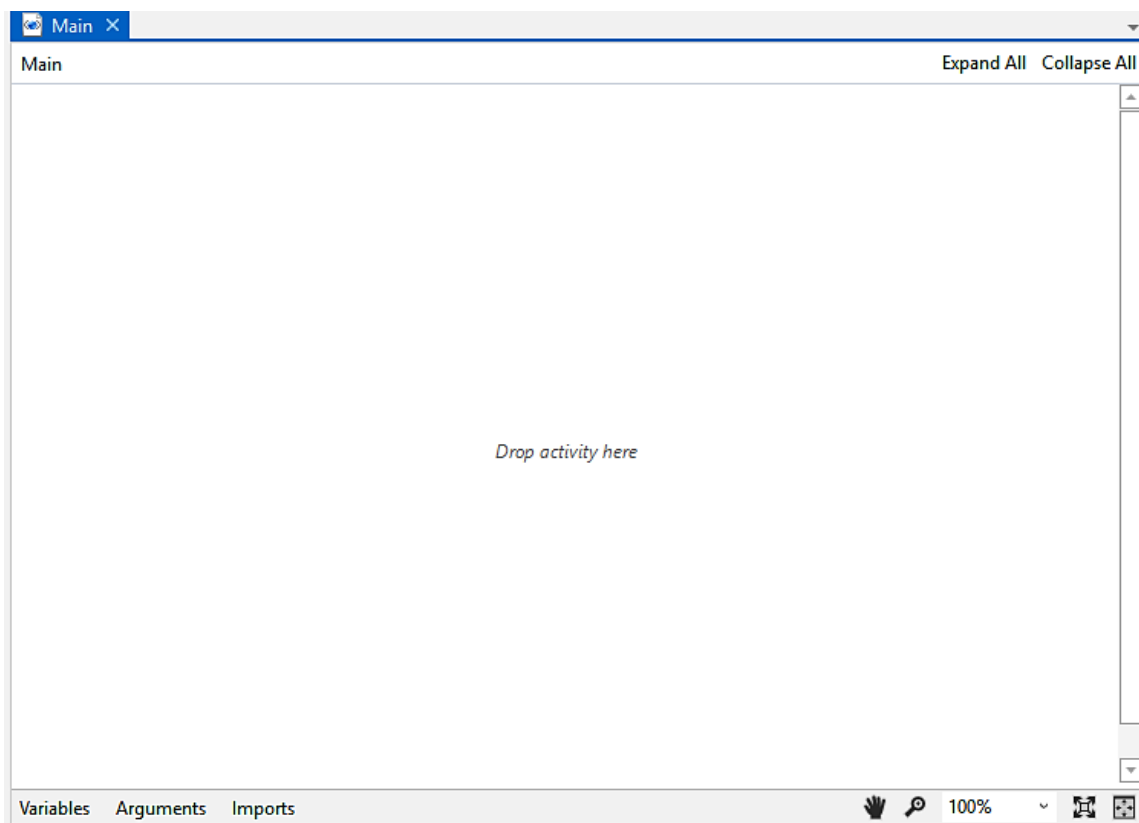 Main
Main Expand All Collapse All
Drop activity here
Variables Arguments Imports 100%